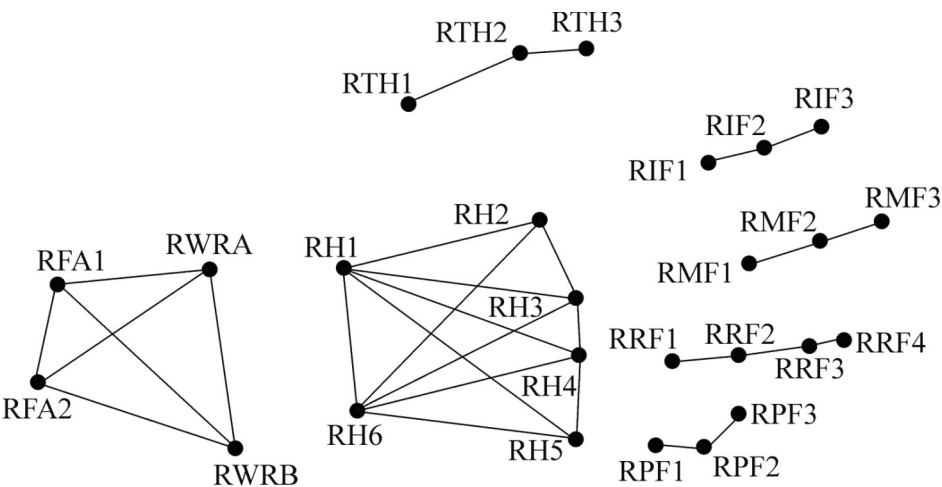 RTH3
RTH2
RTH1
RIF3
RIF2
RIF1
RMF3
RMF2
RMF1
RH2
RH1
RH3
RH4
RH6
RH5
RWRA
RFA1
RFA2
RWRB
RRF1
RRF2
RRF3
RRF4
RPF3
RPF1
RPF2